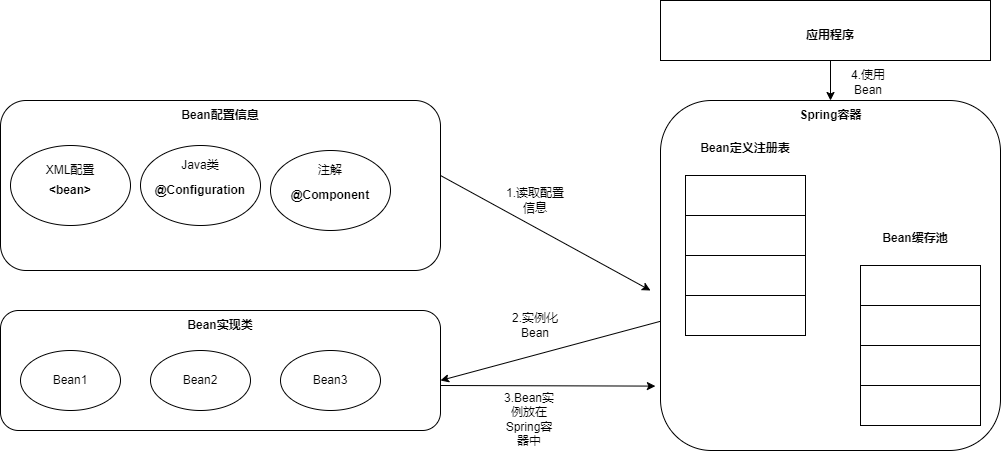 应用程序
4.使用
Bean
Bean配置信息
XML配置
<bean>
Java类
@Configuration
注解
@Component
1.读取配置
信息
Spring容器
Bean定义注册表
Bean缓存池
Bean实现类
Bean1
Bean2
Bean3
2.实例化
Bean
3.Bean实
例放在
Spring容
器中